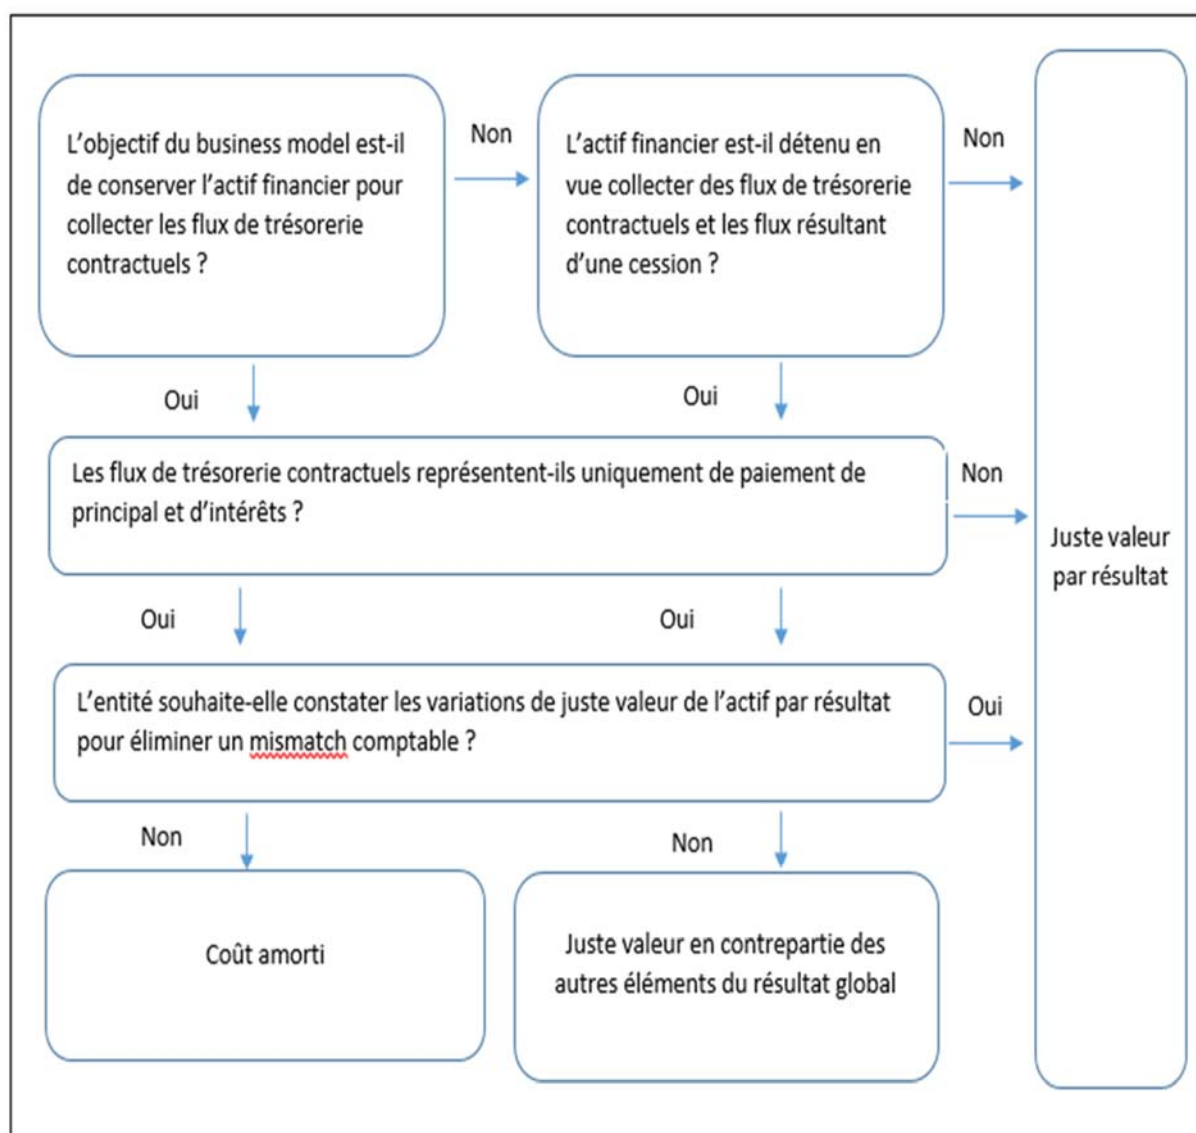 L'objectif du business model est-il
de conserver l'actif financier pour
collecter les flux de trésorerie
contractuels ?
Non
L'actif financier est-il détenu en
vue collecter des flux de trésorerie
contractuels et les flux résultant
d'une cession ?
Non
Oui
Oui
Les flux de trésorerie contractuels représentent-ils uniquement de paiement de
principal et d'intérêts ?
Non
Juste valeur
par résultat
Oui
Oui
L'entité souhaite-elle constater les variations de juste valeur de l'actif par résultat
pour éliminer un mismatch comptable ?
Oui
Non
Non
Coût amorti
Juste valeur en contrepartie des
autres éléments du résultat global